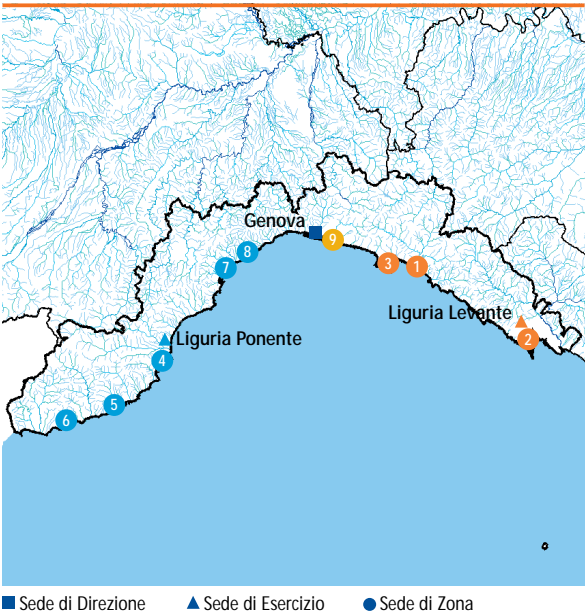 Genova
9
8
7
3
1
Liguria Levante
2
Liguria Ponente
4
5
6
Sede di Direzione
Sede di Esercizio
Sede di Zona